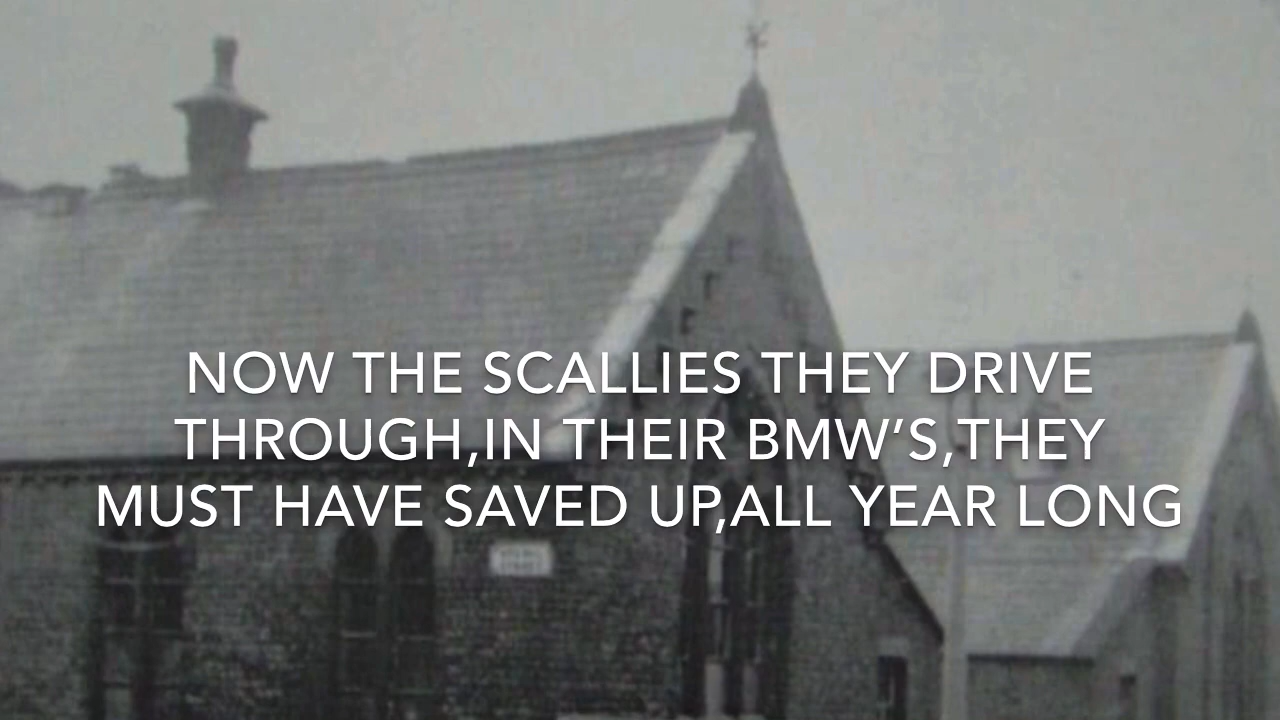 NOW THE SCALLIES THEY DRIVE
THROUGH,IN THEIR BMW’S,THEY
MUST HAVE SAVED UP,ALL YEAR LONG